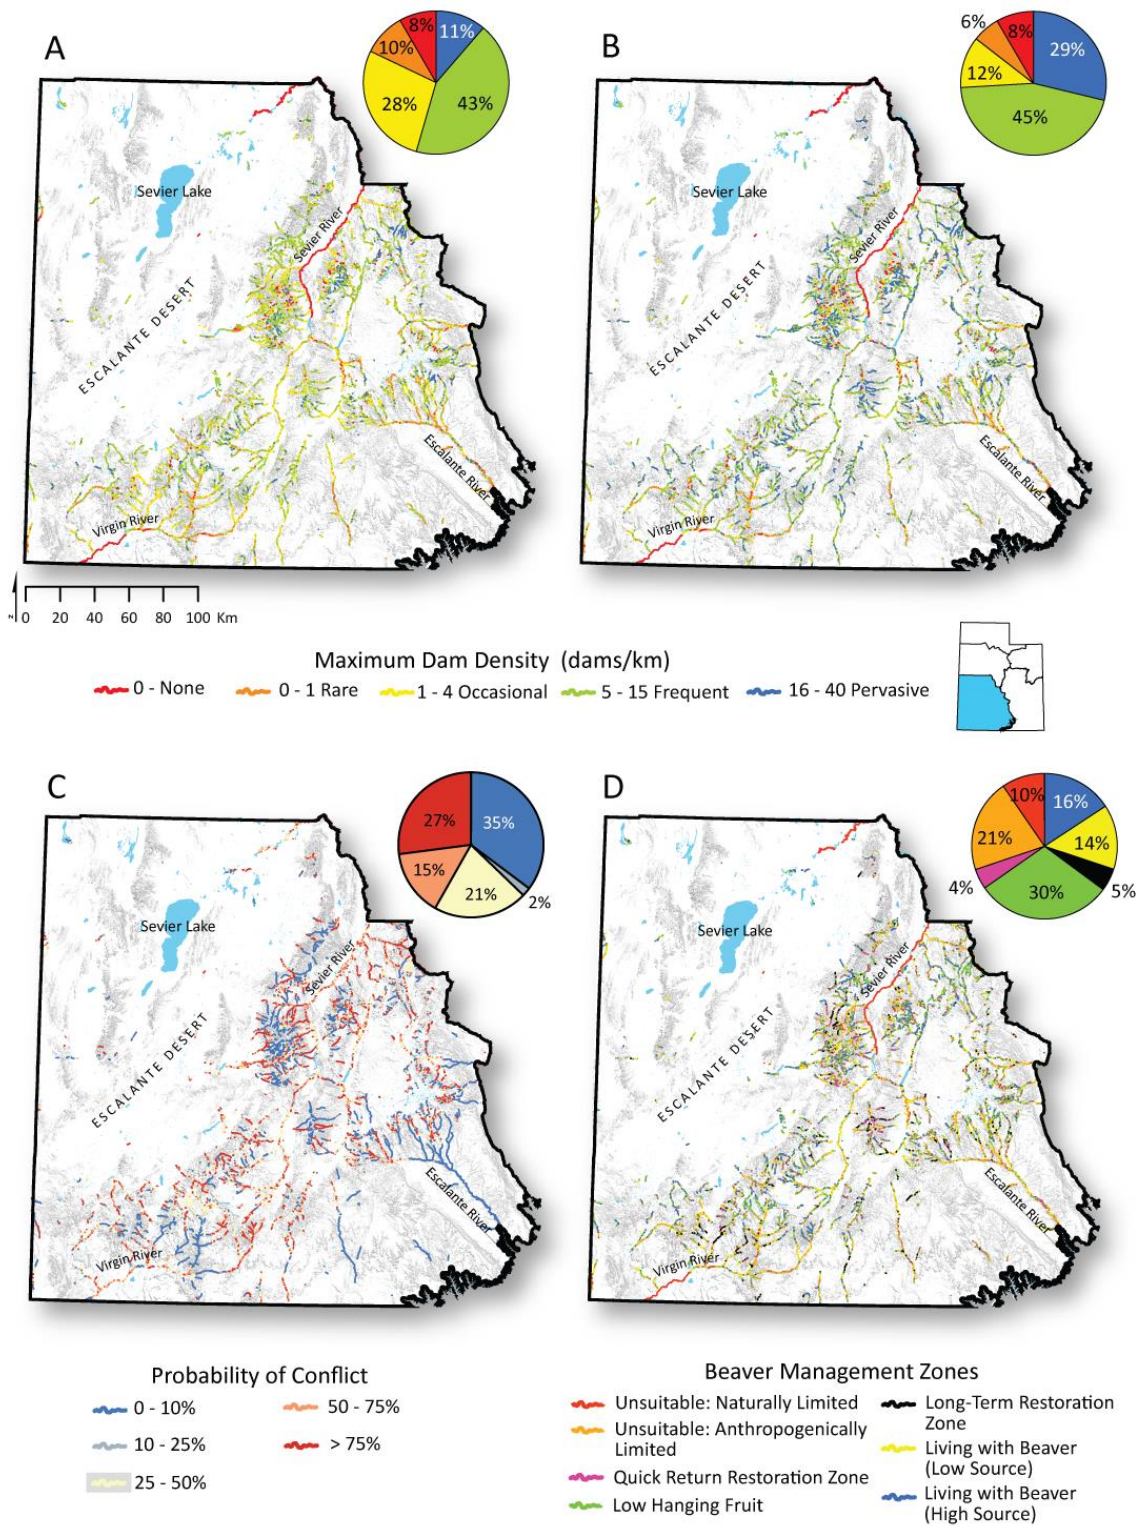 A
8%
11%
10%
28%
43%
Sevier Lake
Sevier River
ESCALANTE DESERT
Escalante River
Virgin River
B
6%
8%
29%
12%
45%
Sevier Lake
Sevier River
ESCALANTE DESERT
Escalante River
Virgin River
0 20 40 60 80 100 Km
Maximum Dam Density (dams/km)
0 - None
0 - 1 Rare
1 - 4 Occasional
5 - 15 Frequent
16 - 40 Pervasive
C
27%
35%
15%
21%
2%
Sevier Lake
Sevier River
ESCALANTE DESERT
Escalante River
Virgin River
D
10%
16%
21%
14%
4%
30%
5%
Sevier Lake
Sevier River
ESCALANTE DESERT
Escalante River
Virgin River
Probability of Conflict
0 - 10%
10 - 25%
25 - 50%
50 - 75%
> 75%
Beaver Management Zones
Unsuitable: Naturally Limited
Unsuitable: Anthropogenically
Limited
Quick Return Restoration Zone
Low Hanging Fruit
Long-Term Restoration
Zone
Living with Beaver
(Low Source)
Living with Beaver
(High Source)